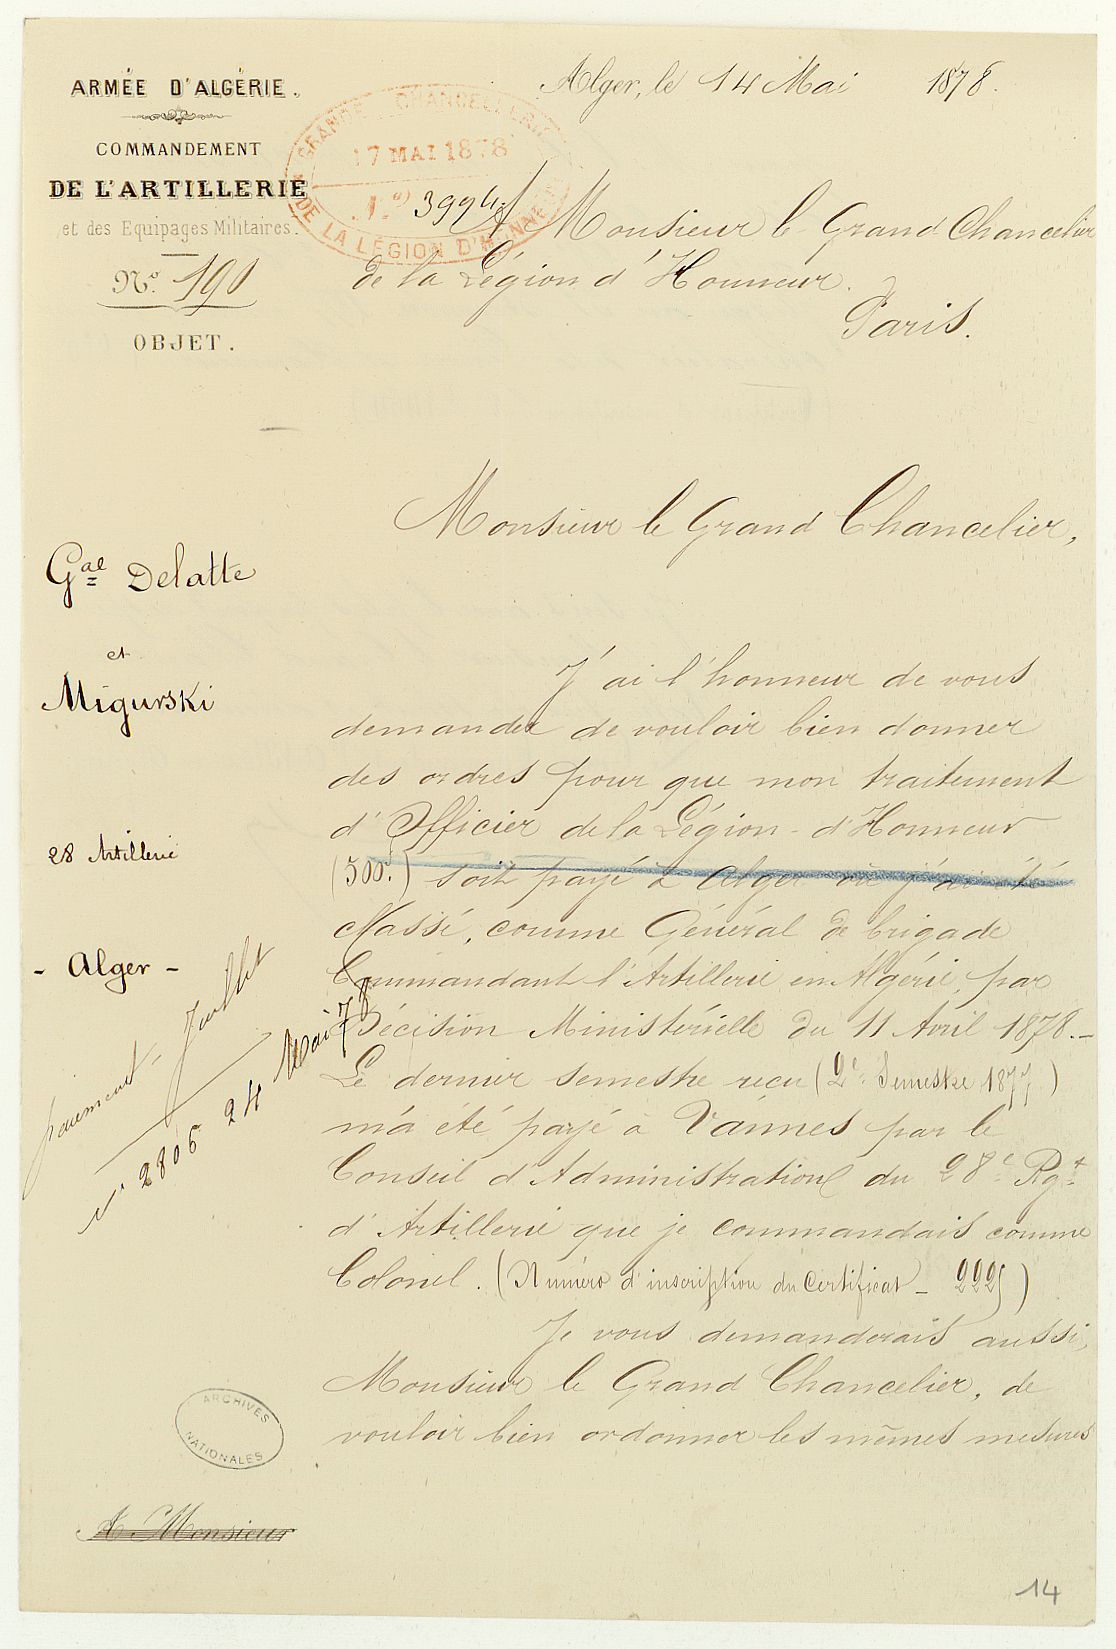 ARMÉE D'ALGÉRIE.
COMMANDEMENT
DE L'ARTILLERIE
et des Equipages Militaires.
N.º 190
OBJET.
Alger, le 14 Mai 1878.
GRANDE CHANCELLERIE
17 MAI 1878
Nº 3994
DE LA LÉGION D'HONNEUR
Monsieur le Grand Chancelier
de la Légion d'Honneur.
Paris.
Monsieur le Grand Chancelier,
Gal Delatte
et
Migurski
28 Artillerie
- Alger -
paiement, Juillet
nº 2806 24 Mai 78
J'ai l'honneur de vous
demander de vouloir bien donner
des ordres pour que mon traitement
d'Officier de la Légion-d'Honneur
(500f.) soit payé à Alger où j'ai été
classé, comme Général de brigade
Commandant l'Artillerie en Algérie, par
Décision Ministérielle du 11 Avril 1878.-
Le dernier semestre reçu (2e. Semestre 1877)
m'a été payé à Vannes par le
Conseil d'Administration du 28e. Rgt.
d'Artillerie que je commandais comme
Colonel. (Numéro d'inscription du Certificat - 2225)
Je vous demanderais aussi,
Monsieur le Grand Chancelier, de
vouloir bien ordonner les mêmes mesures
ARCHIVES
NATIONALES
A Monsieur
14